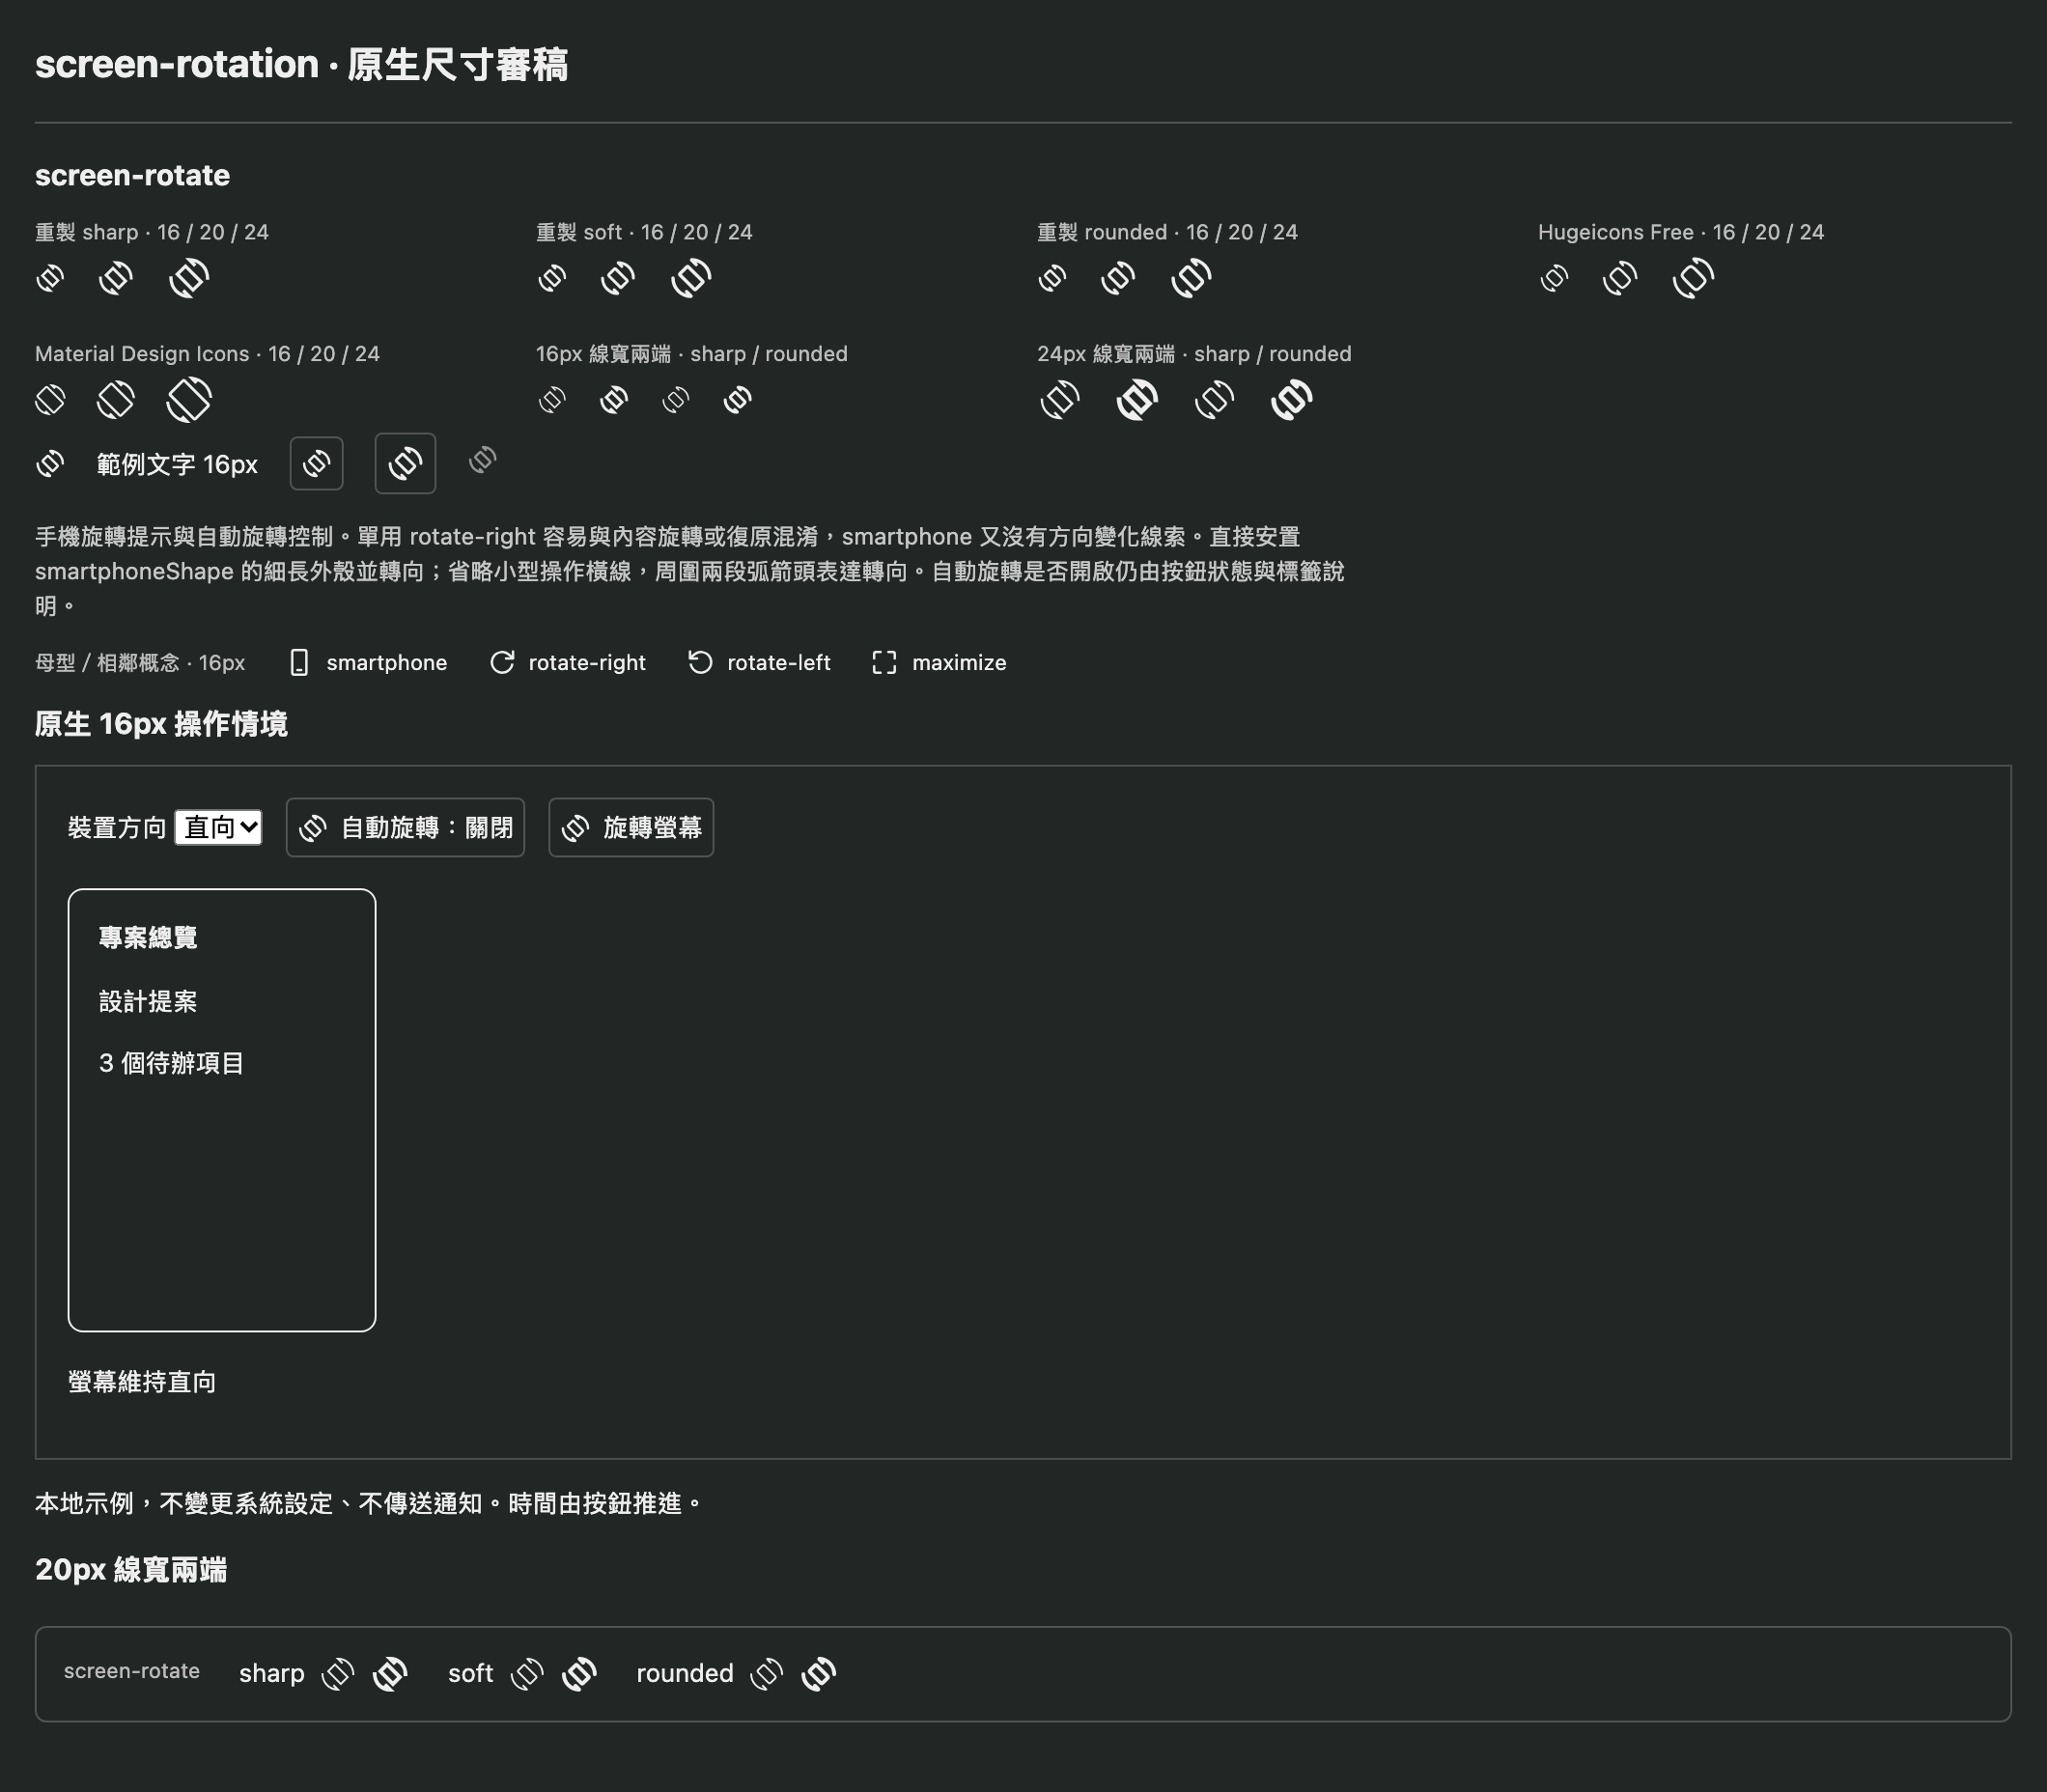 screen-rotation · 原生尺寸審稿
screen-rotate
重製 sharp · 16 / 20 / 24
重製 soft · 16 / 20 / 24
重製 rounded · 16 / 20 / 24
Hugeicons Free · 16 / 20 / 24
Material Design Icons · 16 / 20 / 24
16px 線寬兩端 · sharp / rounded
24px 線寬兩端 · sharp / rounded
範例文字 16px
手機旋轉提示與自動旋轉控制。單用 rotate-right 容易與內容旋轉或復原混淆，smartphone 又沒有方向變化線索。直接安置
smartphoneShape 的細長外殼並轉向；省略小型操作橫線，周圍兩段弧箭頭表達轉向。自動旋轉是否開啟仍由按鈕狀態與標籤說
明。
母型 / 相鄰概念 · 16px smartphone rotate-right rotate-left maximize
原生 16px 操作情境
裝置方向 直向 自動旋轉：關閉 旋轉螢幕
專案總覽
設計提案
3 個待辦項目
螢幕維持直向
本地示例，不變更系統設定、不傳送通知。時間由按鈕推進。
20px 線寬兩端
screen-rotate sharp soft rounded